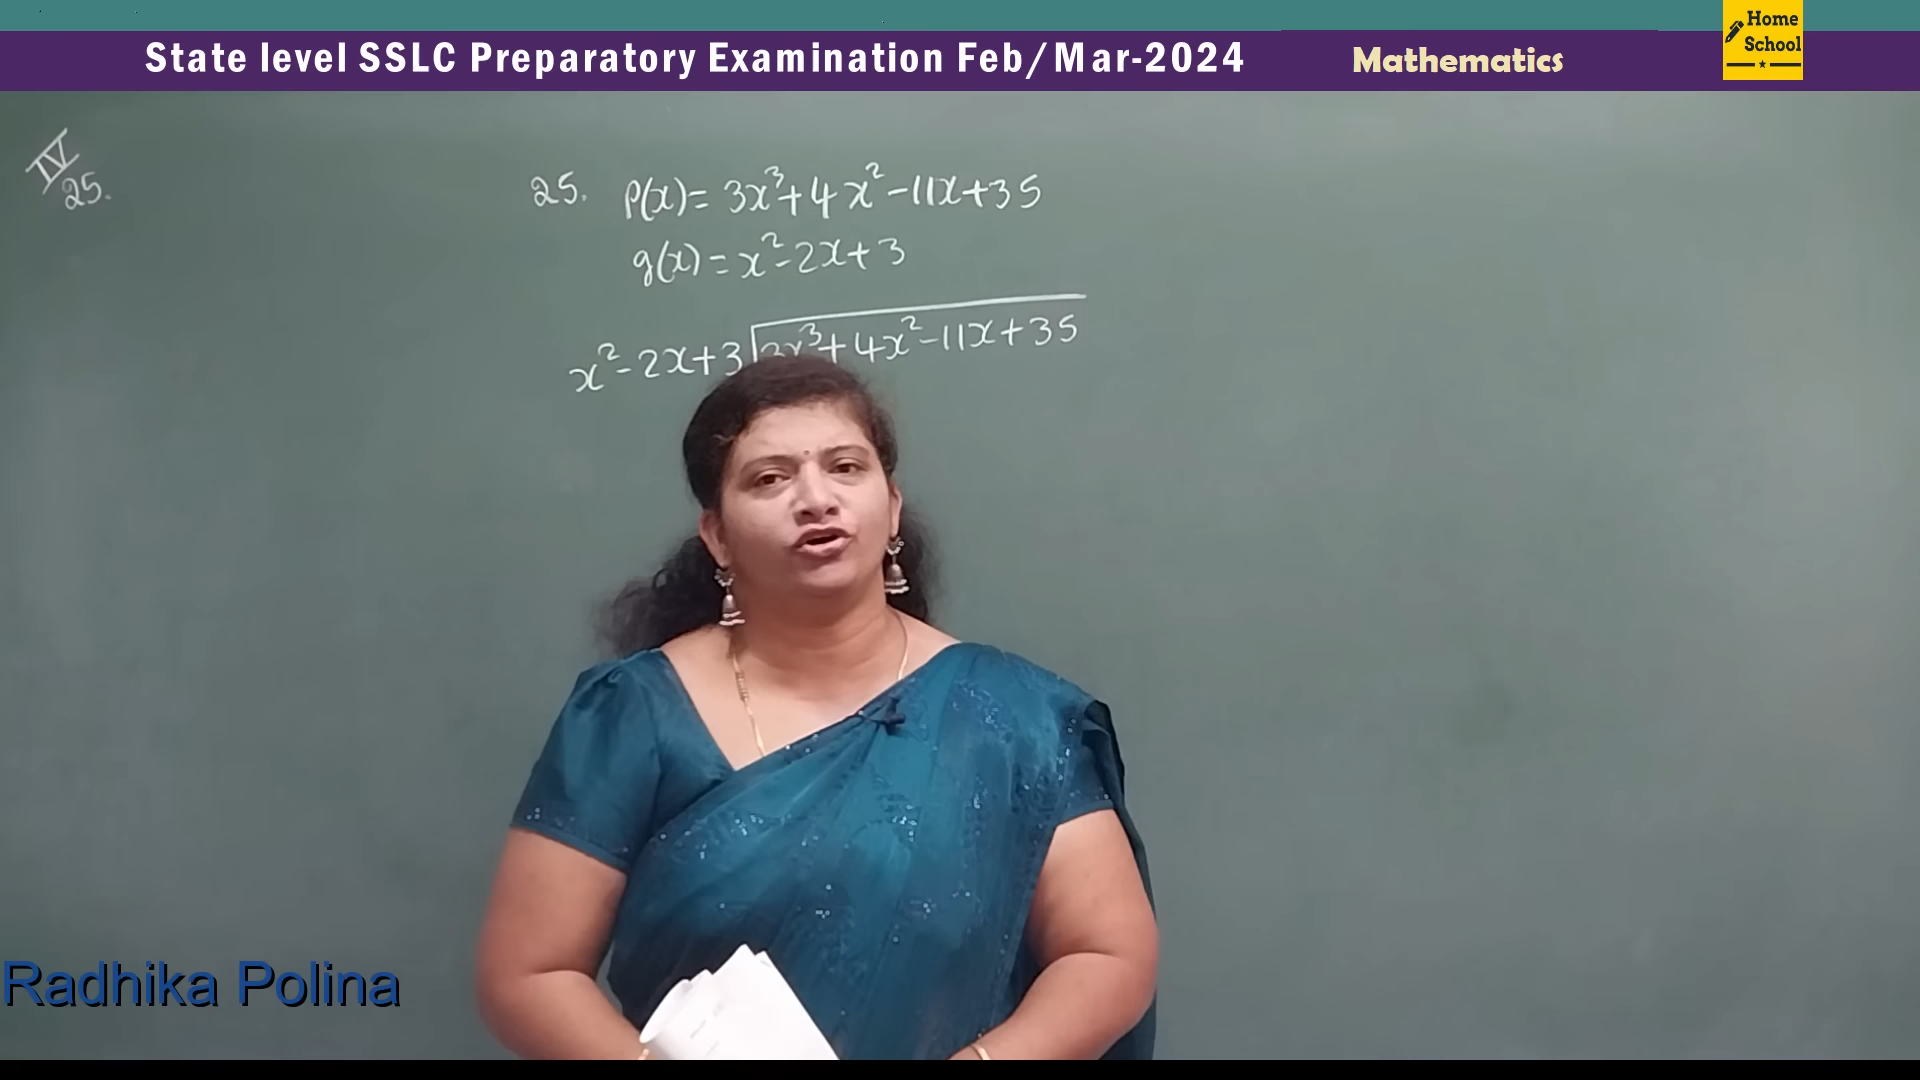 State level SSLC Preparatory Examination Feb/Mar-2024
Mathematics
Home
School
IV
25.
25. P(x)= 3x³+4x²-11x+35
g(x)= x²-2x+3
x²-2x+3 3x³+4x²-11x+35
Radhika Polina